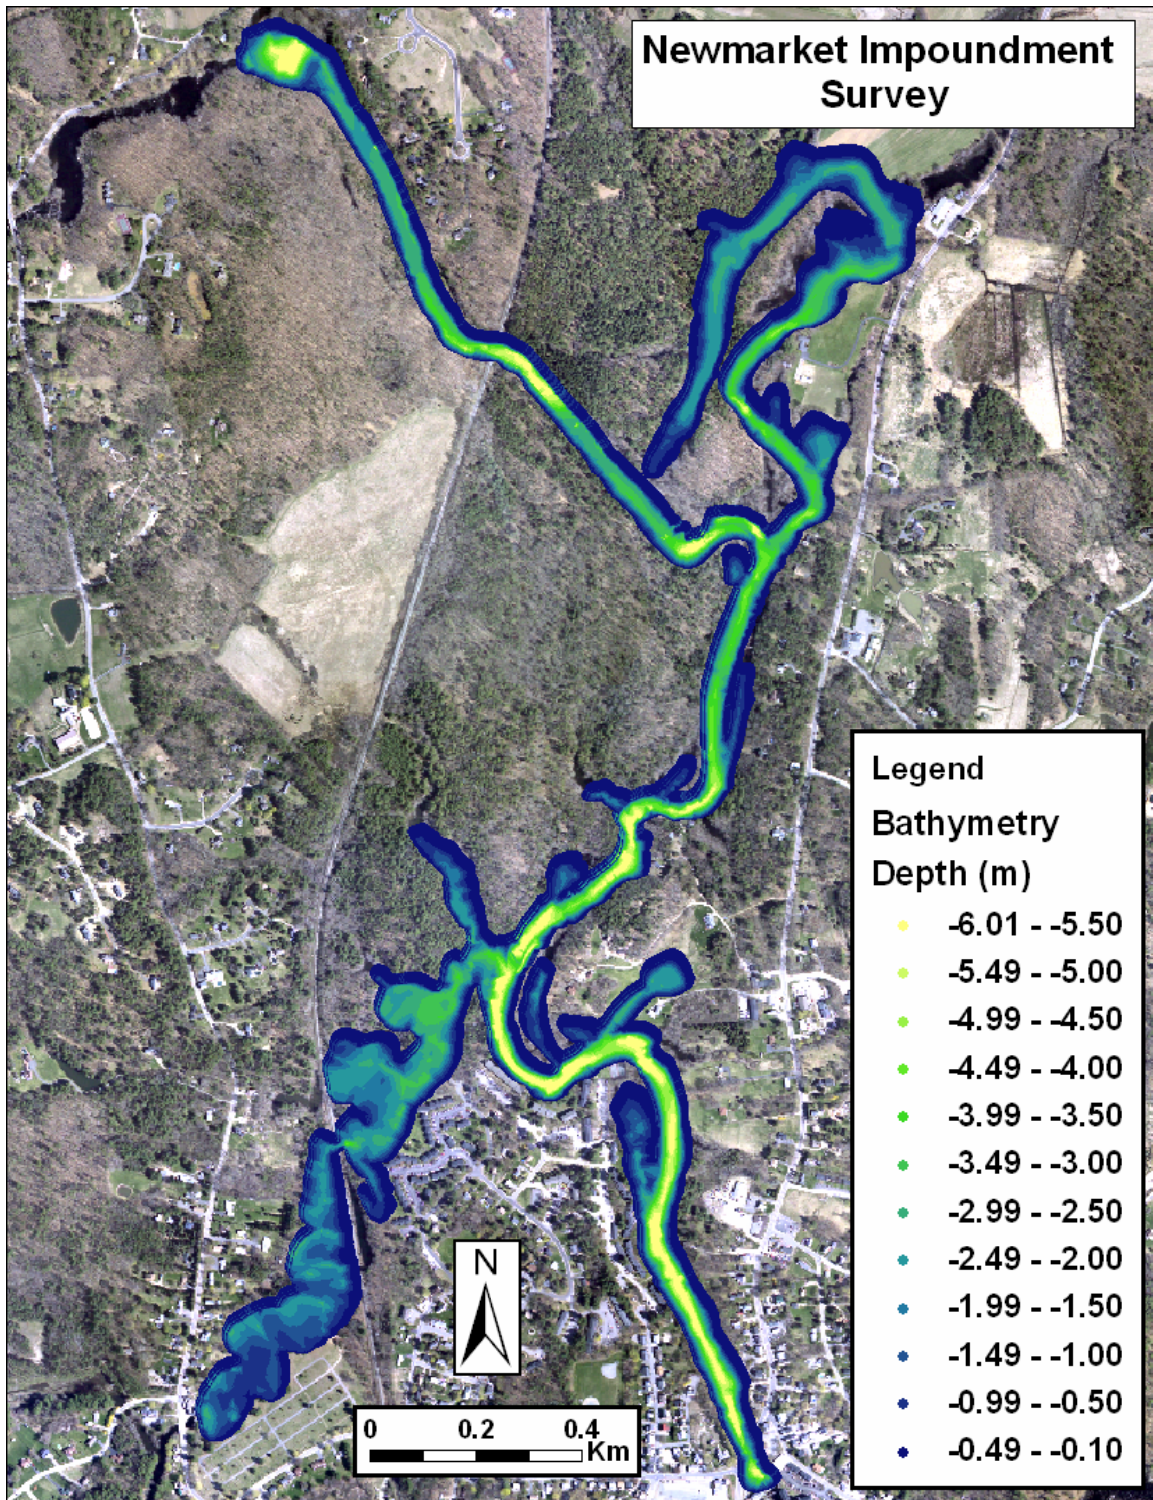 Newmarket Impoundment
Survey
Legend
Bathymetry
Depth (m)
-6.01 - -5.50
-5.49 - -5.00
-4.99 - -4.50
-4.49 - -4.00
-3.99 - -3.50
-3.49 - -3.00
-2.99 - -2.50
-2.49 - -2.00
-1.99 - -1.50
-1.49 - -1.00
-0.99 - -0.50
-0.49 - -0.10
N
0 0.2 0.4
Km